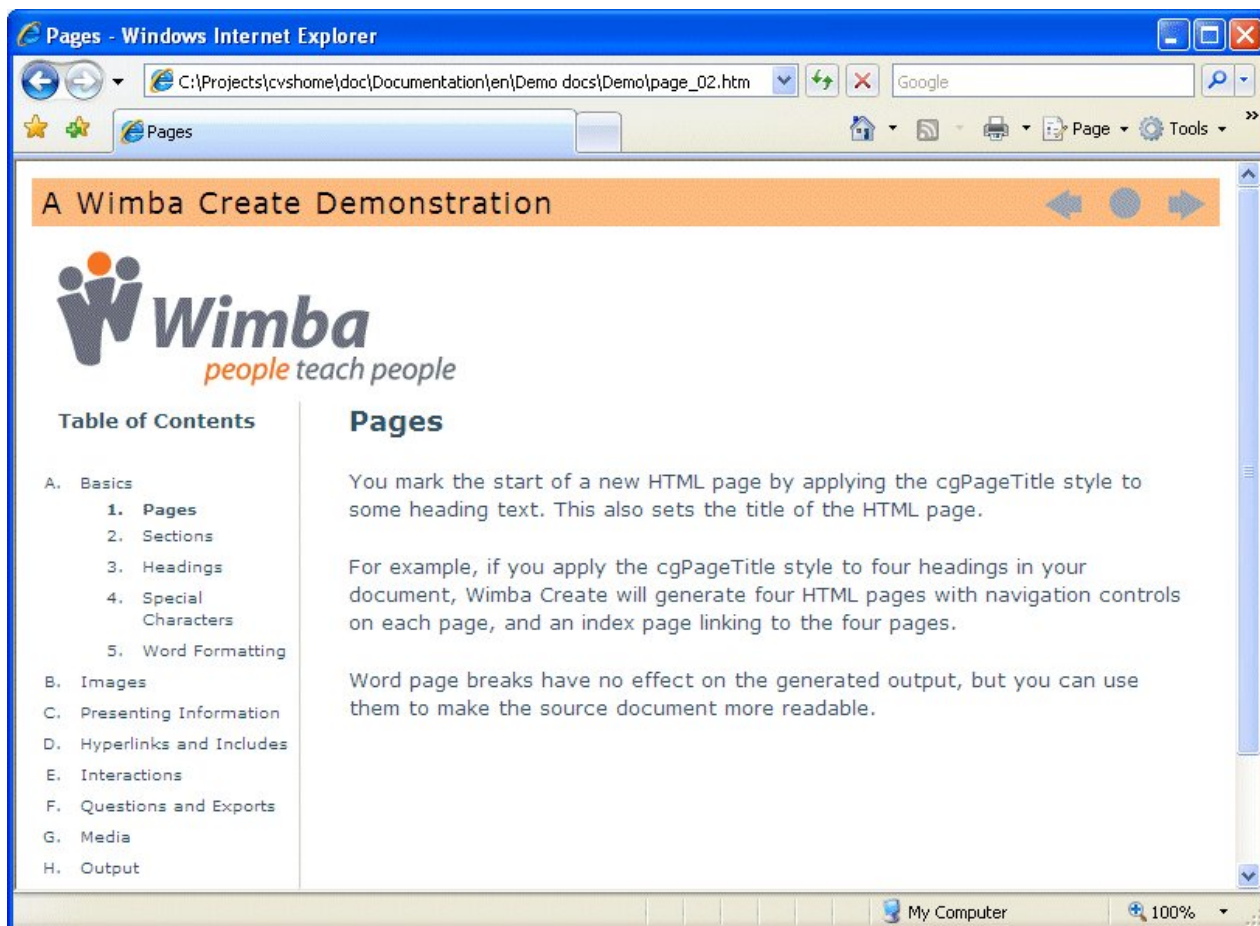 Pages - Windows Internet Explorer
C:\Projects\cvshome\doc\Documentation\en\Demo docs\Demo\page_02.htm
Google
Pages
Page
Tools
A Wimba Create Demonstration
Wimba
people teach people
Table of Contents
A. Basics
1. Pages
2. Sections
3. Headings
4. Special
Characters
5. Word Formatting
B. Images
C. Presenting Information
D. Hyperlinks and Includes
E. Interactions
F. Questions and Exports
G. Media
H. Output
Pages
You mark the start of a new HTML page by applying the cgPageTitle style to
some heading text. This also sets the title of the HTML page.
For example, if you apply the cgPageTitle style to four headings in your
document, Wimba Create will generate four HTML pages with navigation controls
on each page, and an index page linking to the four pages.
Word page breaks have no effect on the generated output, but you can use
them to make the source document more readable.
My Computer
100%